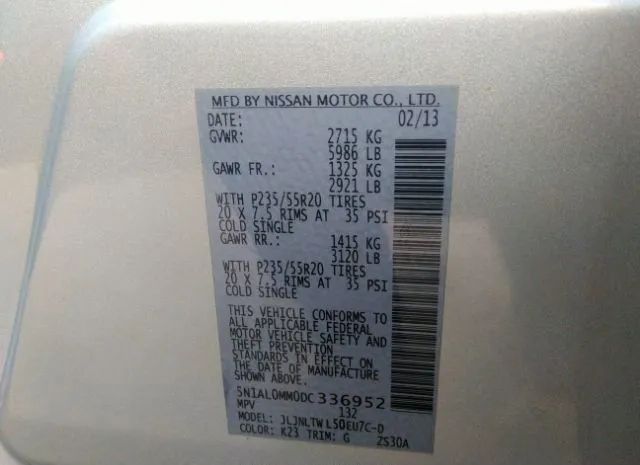 MFD BY NISSAN MOTOR CO., LTD.
DATE: 02/13
GVWR: 2715 KG
5986 LB
GAWR FR.: 1325 KG
2921 LB
WITH P235/55R20 TIRES
20 X 7.5 RIMS AT 35 PSI
COLD SINGLE
GAWR RR.: 1415 KG
3120 LB
WITH P235/55R20 TIRES
20 X 7.5 RIMS AT 35 PSI
COLD SINGLE
THIS VEHICLE CONFORMS TO
ALL APPLICABLE FEDERAL
MOTOR VEHICLE SAFETY AND
THEFT PREVENTION
STANDARDS IN EFFECT ON
THE DATE OF MANUFACTURE
SHOWN ABOVE.
5N1AL0MM0DC336952
MPV 132
MODEL: JLJNLTWL50EU7C-D
COLOR: K23 TRIM: G ZS30A